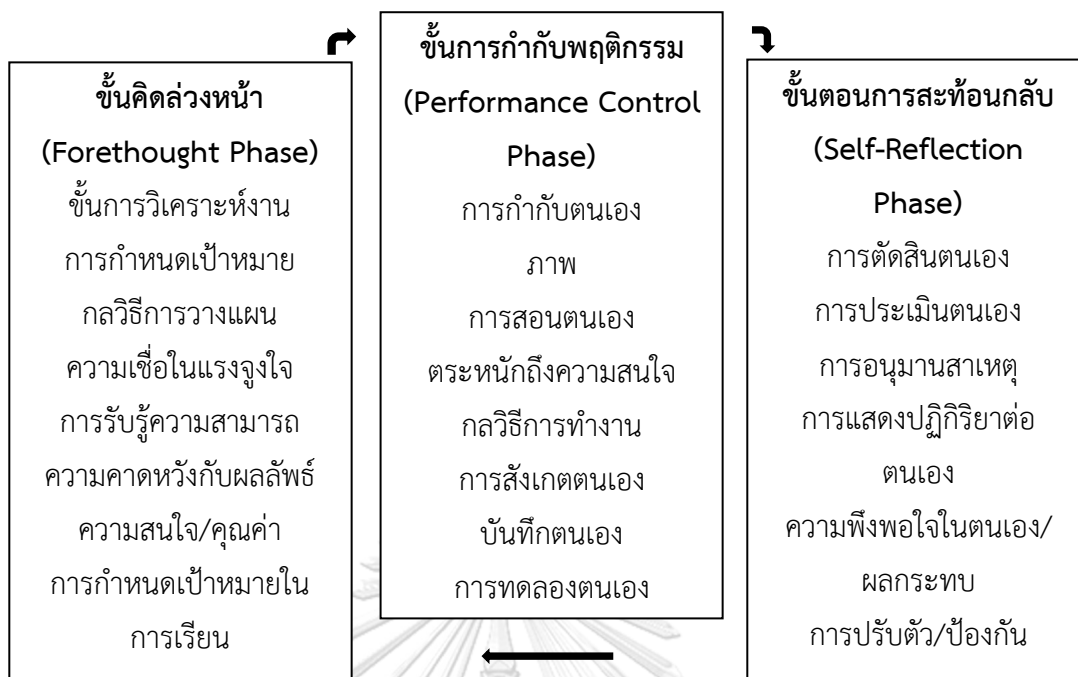 ขั้นคิดล่วงหน้า
(Forethought Phase)
ขั้นการวิเคราะห์งาน
การกำหนดเป้าหมาย
กลวิธีการวางแผน
ความเชื่อในแรงจูงใจ
การรับรู้ความสามารถ
ความคาดหวังกับผลลัพธ์
ความสนใจ/คุณค่า
การกำหนดเป้าหมายใน
การเรียน
ขั้นการกำกับพฤติกรรม
(Performance Control
Phase)
การกำกับตนเอง
ภาพ
การสอนตนเอง
ตระหนักถึงความสนใจ
กลวิธีการทำงาน
การสังเกตตนเอง
บันทึกตนเอง
การทดลองตนเอง
ขั้นตอนการสะท้อนกลับ
(Self-Reflection
Phase)
การตัดสินตนเอง
การประเมินตนเอง
การอนุมานสาเหตุ
การแสดงปฏิกิริยาต่อ
ตนเอง
ความพึงพอใจในตนเอง/
ผลกระทบ
การปรับตัว/ป้องกัน